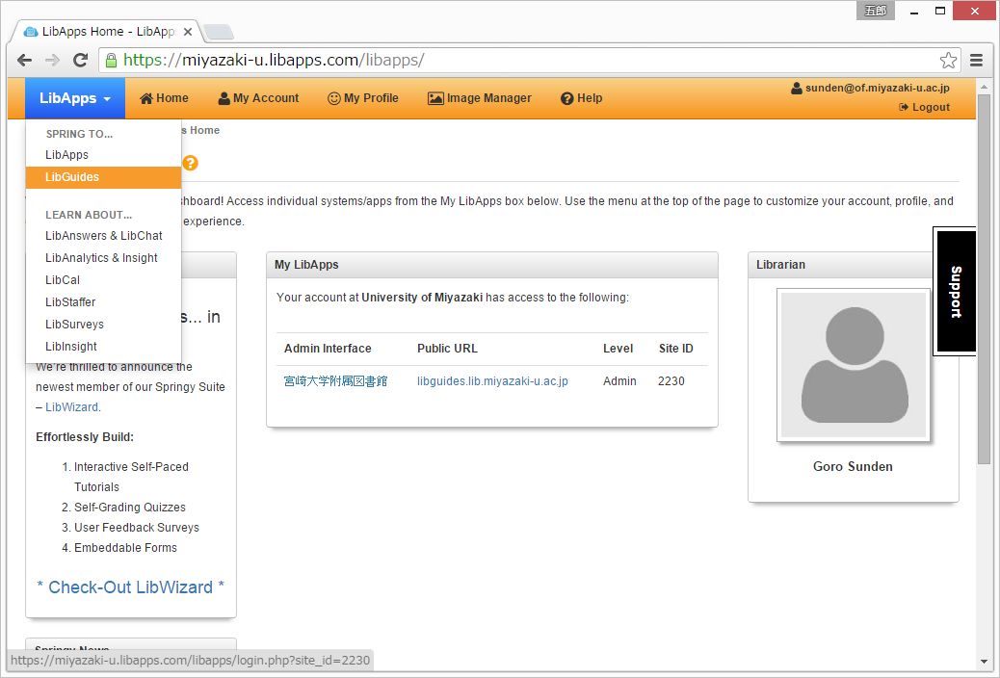 五郎
LibApps Home - LibApp
https://miyazaki-u.libapps.com/libapps/
LibApps
Home
My Account
My Profile
Image Manager
Help
sunden@of.miyazaki-u.ac.jp
Logout
SPRING TO...
LibApps
LibGuides
LEARN ABOUT...
LibAnswers & LibChat
LibAnalytics & Insight
LibCal
LibStaffer
LibSurveys
LibInsight
s Home
?
shboard! Access individual systems/apps from the My LibApps box below. Use the menu at the top of the page to customize your account, profile, and
experience.
s... in
We're thrilled to announce the
newest member of our Springy Suite
– LibWizard.
Effortlessly Build:
1. Interactive Self-Paced
Tutorials
2. Self-Grading Quizzes
3. User Feedback Surveys
4. Embeddable Forms
* Check-Out LibWizard *
Springy News
My LibApps
Your account at University of Miyazaki has access to the following:
Admin Interface Public URL Level Site ID
宮崎大学附属図書館 libguides.lib.miyazaki-u.ac.jp Admin 2230
Librarian
Goro Sunden
Support
https://miyazaki-u.libapps.com/libapps/login.php?site_id=2230